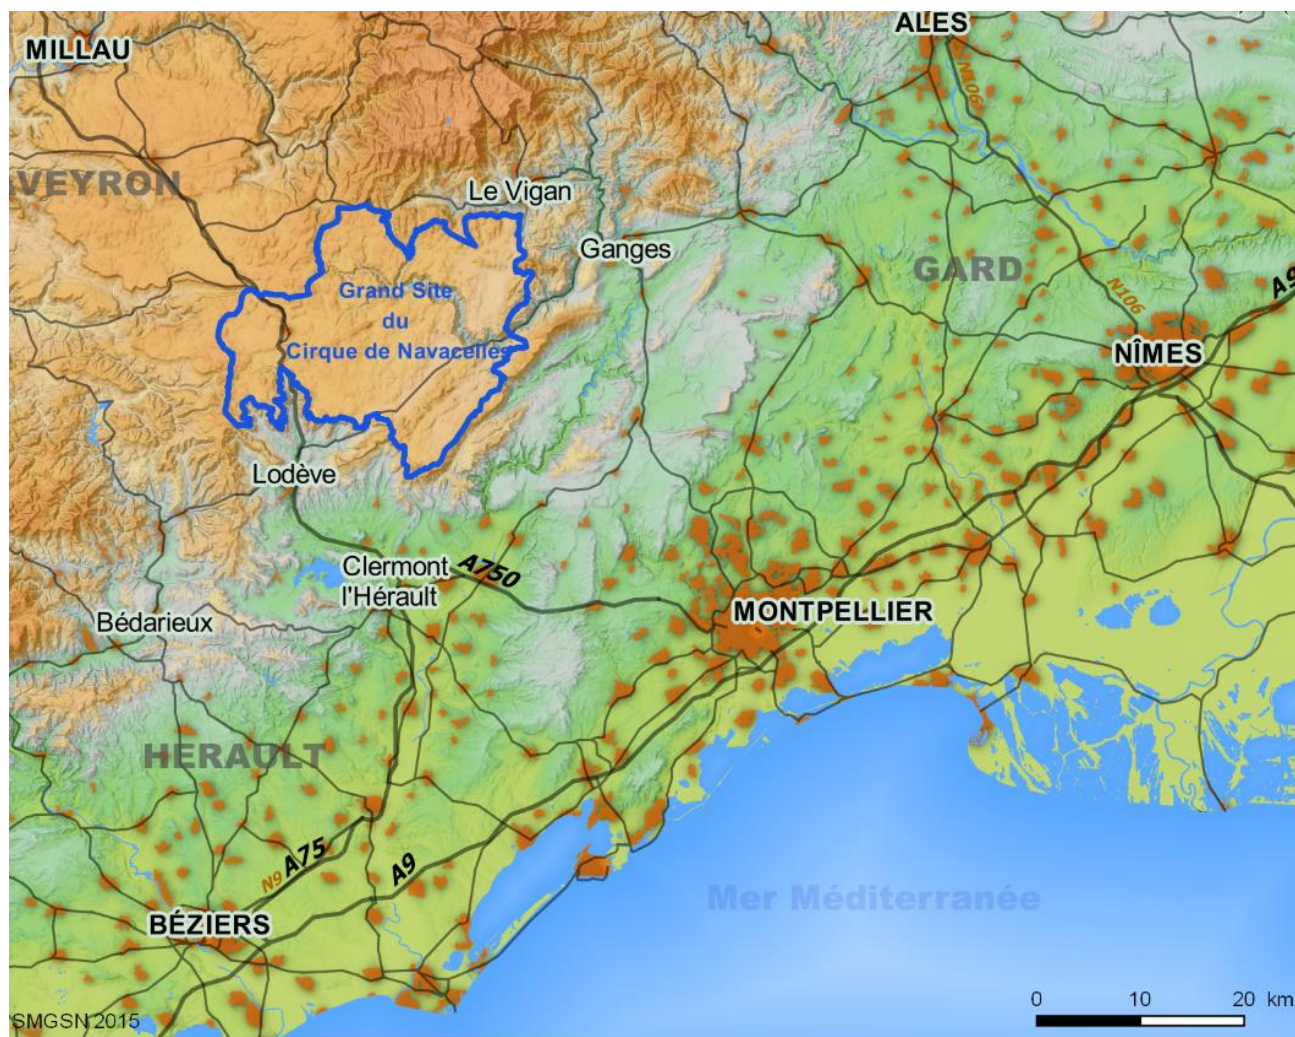 ALES
MILLAU
N106
VEYRON
Le Vigan
Ganges
GARD
A9
N106
Grand Site
du
Cirque de Navacelles
NÎMES
Lodève
Clermont
l'Hérault
A750
MONTPELLIER
Bédarieux
HERAULT
N9
A75
A9
Mer Méditerranée
BÉZIERS
0 10 20 km
SMGSN 2015